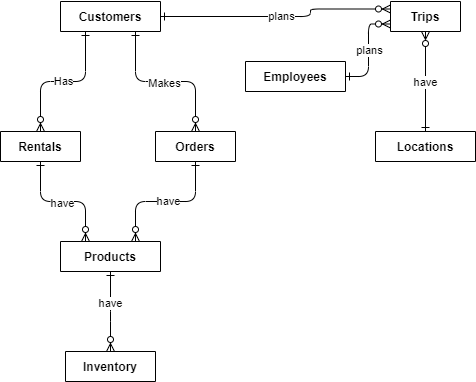 Customers
plans
Trips
plans
Employees
Has
Makes
have
Rentals
Orders
Locations
have
have
Products
have
Inventory